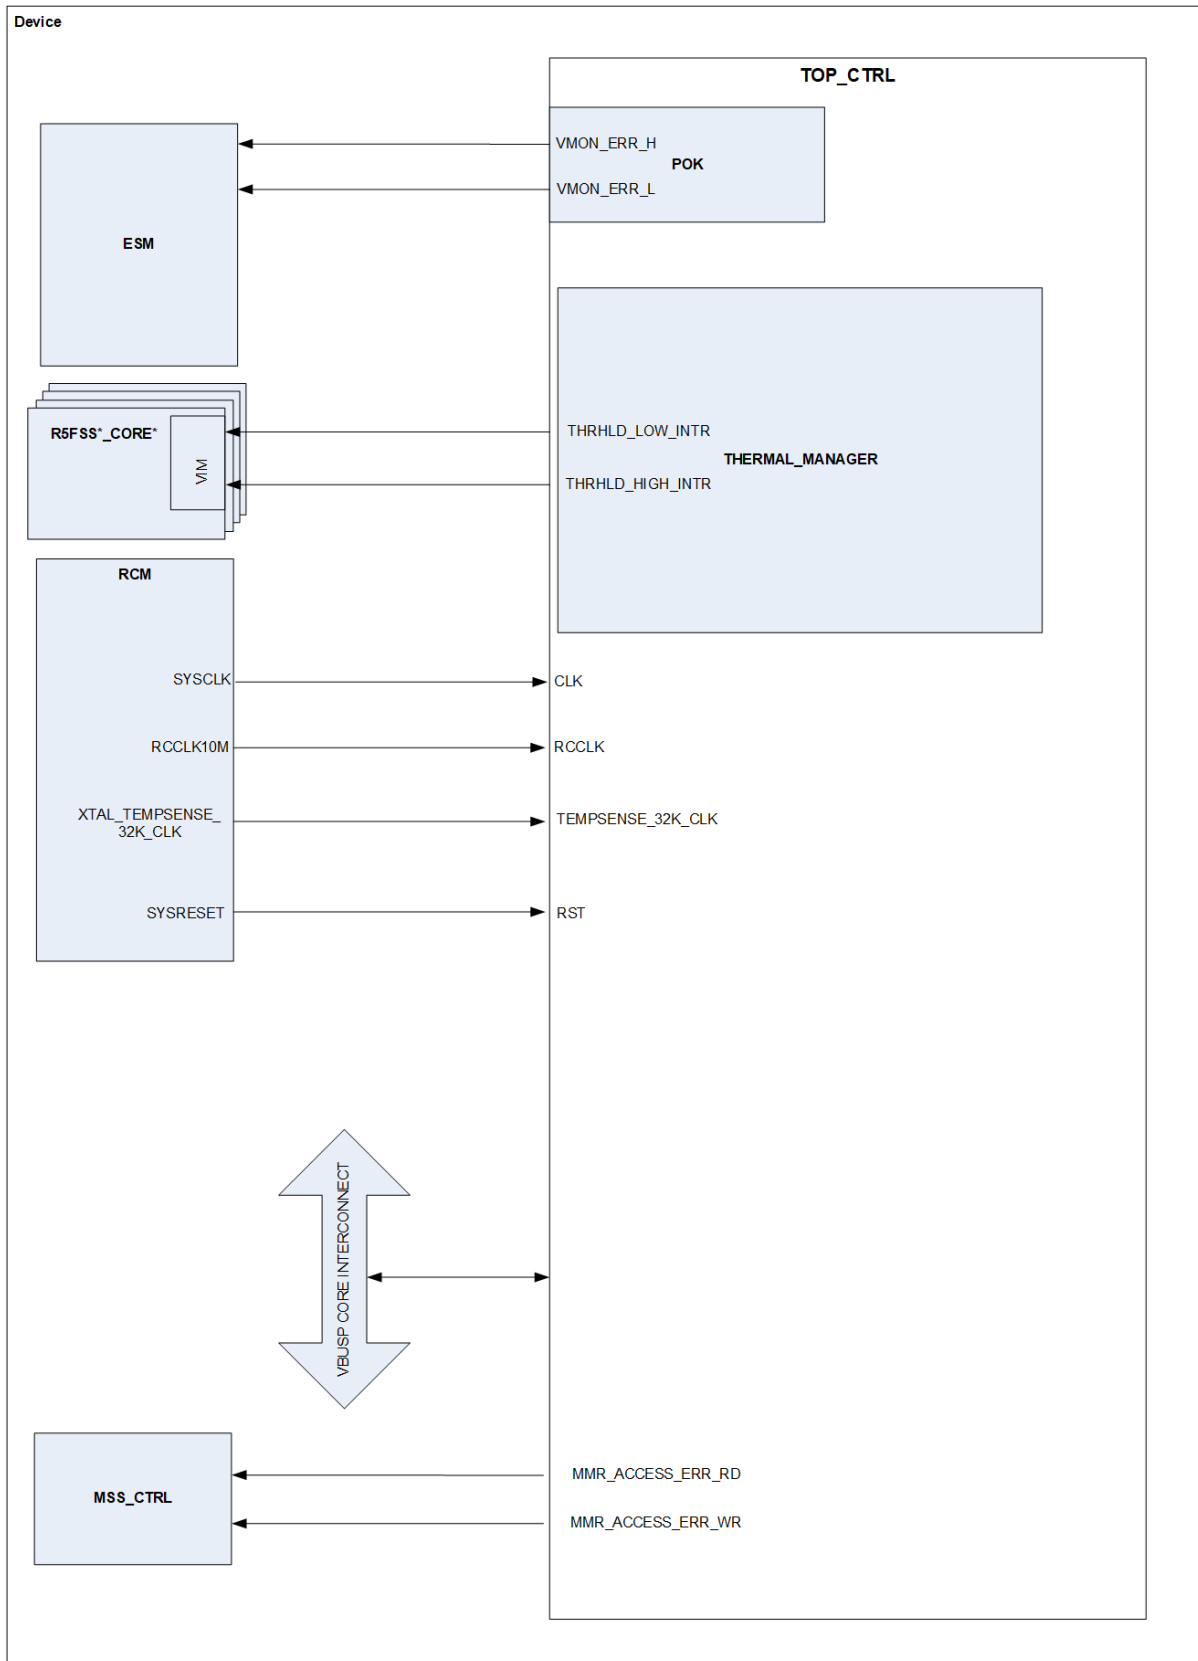 Device
TOP_CTRL
VMON_ERR_H
POK
VMON_ERR_L
ESM
R5FSS*_CORE*
VIM
THRHLD_LOW_INTR
THERMAL_MANAGER
THRHLD_HIGH_INTR
RCM
SYSCLK
CLK
RCCLK10M
RCCLK
XTAL_TEMPSENSE_
32K_CLK
TEMPSENSE_32K_CLK
SYSRESET
RST
VBUSP CORE INTERCONNECT
MMR_ACCESS_ERR_RD
MSS_CTRL
MMR_ACCESS_ERR_WR